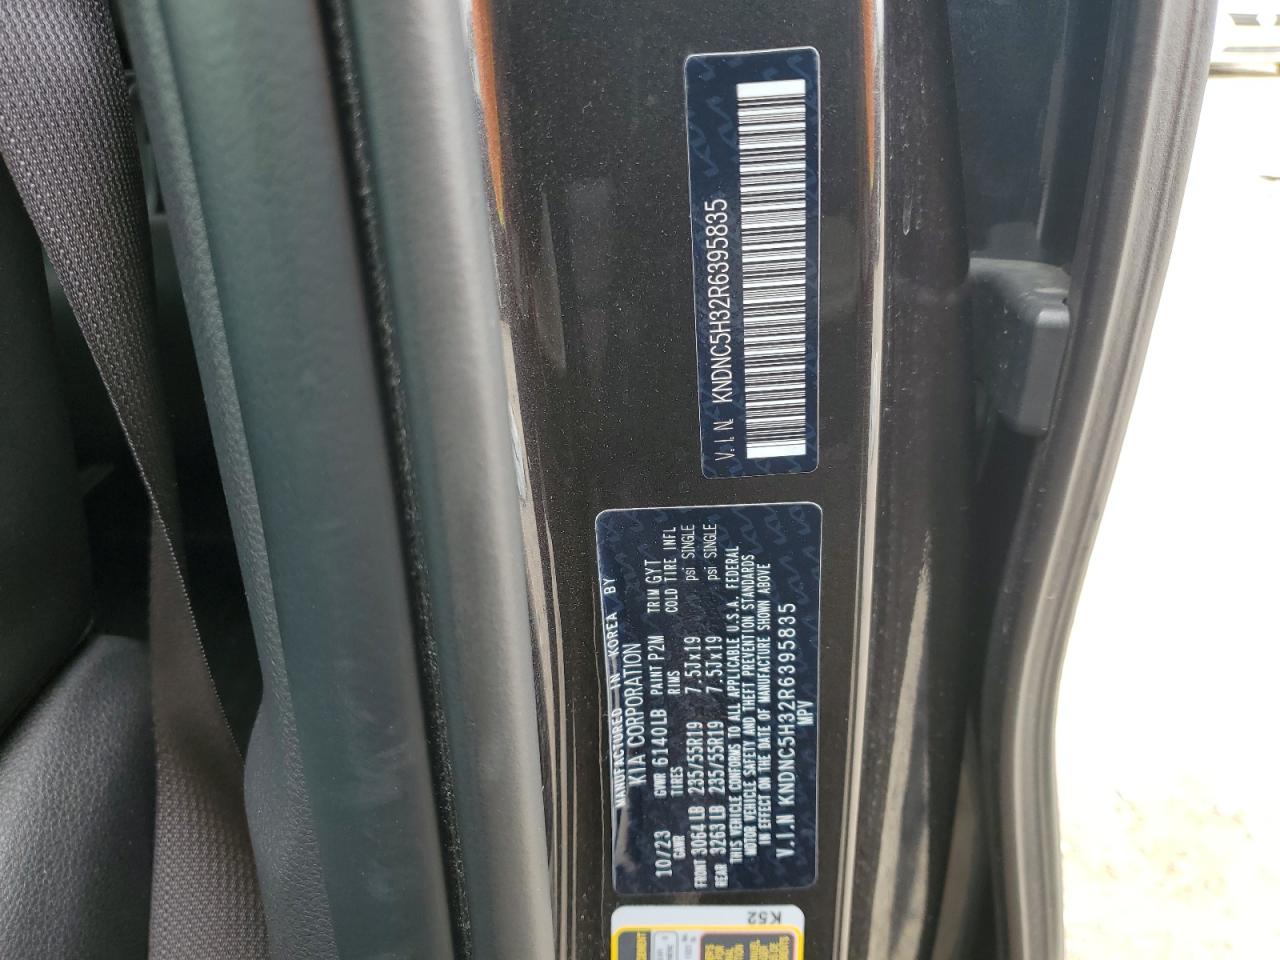 V.I.N KNDNC5H32R6395835
MANUFACTURED IN KOREA BY
KIA CORPORATION
10/23 GVWR 6140LB PAINT P2M TRIM GYT
GAWR TIRES RIMS COLD TIRE INFL
FRONT 3064LB 235/55R19 7.5Jx19 psi SINGLE
REAR 3263LB 235/55R19 7.5Jx19 psi SINGLE
THIS VEHICLE CONFORMS TO ALL APPLICABLE U.S.A. FEDERAL
MOTOR VEHICLE SAFETY AND THEFT PREVENTION STANDARDS
IN EFFECT ON THE DATE OF MANUFACTURE SHOWN ABOVE
V.I.N KNDNC5H32R6395835
MPV
K52